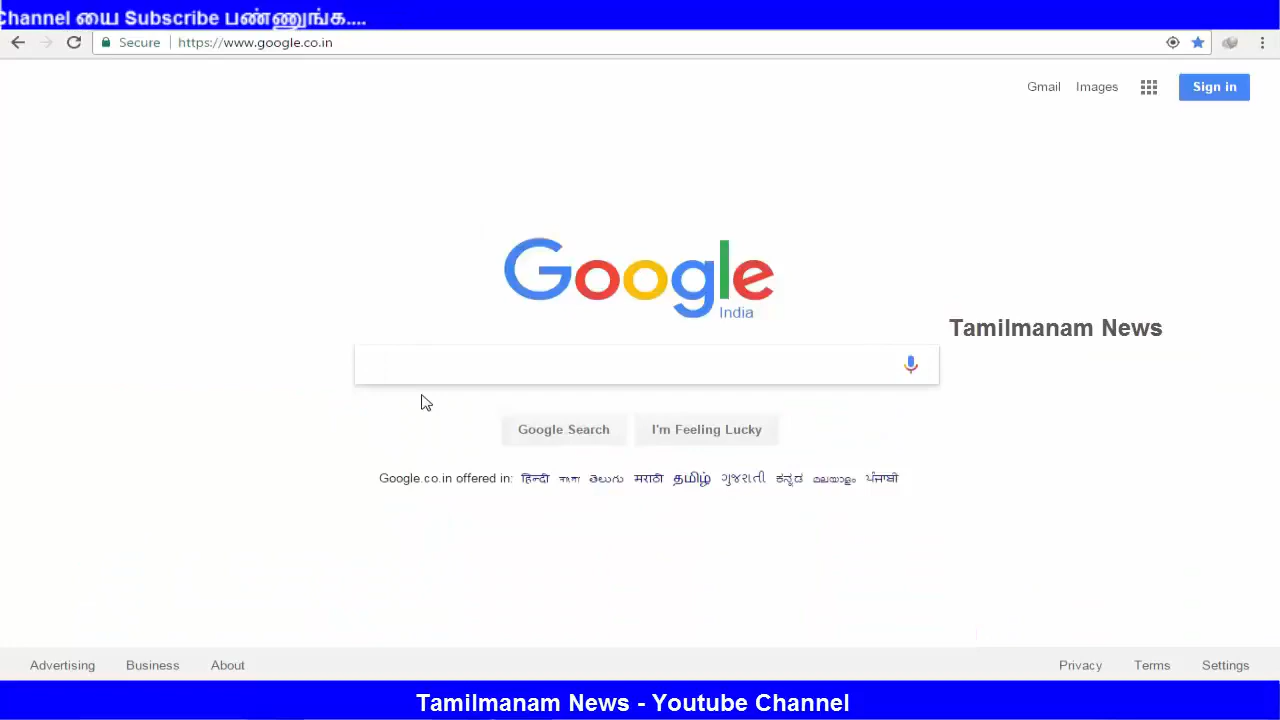 Channel யை Subscribe பண்ணுங்க....
Secure https://www.google.co.in
Gmail Images Sign in
Google
India
Tamilmanam News
Google Search I'm Feeling Lucky
Google.co.in offered in: हिन्दी বাংলা తెలుగు मराठी தமிழ் ગુજરાતી ಕನ್ನಡ മലയാളം ਪੰਜਾਬੀ
Advertising Business About Privacy Terms Settings
Tamilmanam News - Youtube Channel